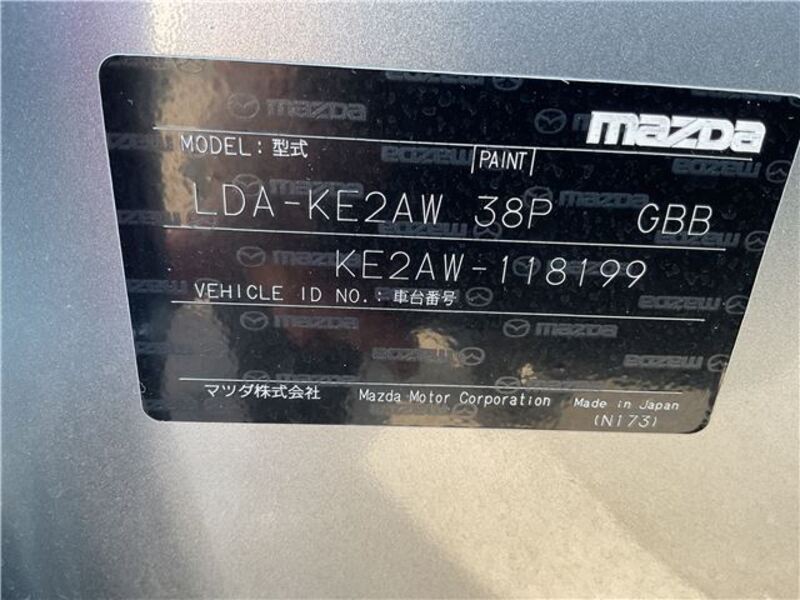 mazda
MODEL: 型式 PAINT
LDA-KE2AW 38P GBB
KE2AW-118199
VEHICLE ID NO.: 車台番号
マツダ株式会社 Mazda Motor Corporation Made in Japan
(N173)